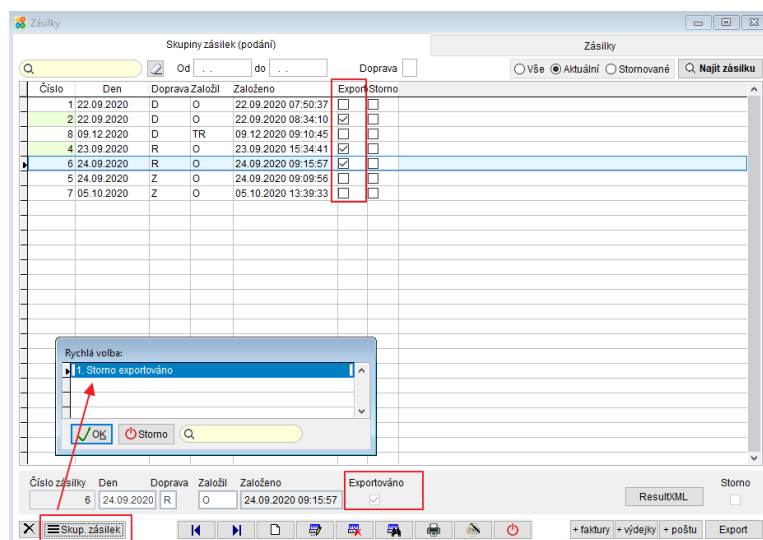 Zásilky
Skupiny zásilek (podání)
Zásilky
Od . . do . . Doprava
Vše Aktuální Stornované Najít zásilku
Číslo Den Doprava Založil Založeno Export Storno
1 22.09.2020 D O 22.09.2020 07:50:37
2 22.09.2020 D O 22.09.2020 08:34:10
8 09.12.2020 D TR 09.12.2020 09:10:45
4 23.09.2020 R O 23.09.2020 15:34:41
6 24.09.2020 R O 24.09.2020 09:15:57
5 24.09.2020 Z O 24.09.2020 09:09:56
7 05.10.2020 Z O 05.10.2020 13:39:33
Rychlá volba:
1. Storno exportováno
OK Storno
Číslo zásilky Den Doprava Založil Založeno Exportováno Storno
6 24.09.2020 R O 24.09.2020 09:15:57 ResultXML
Skup. zásilek + faktury + výdejky + poštu Export